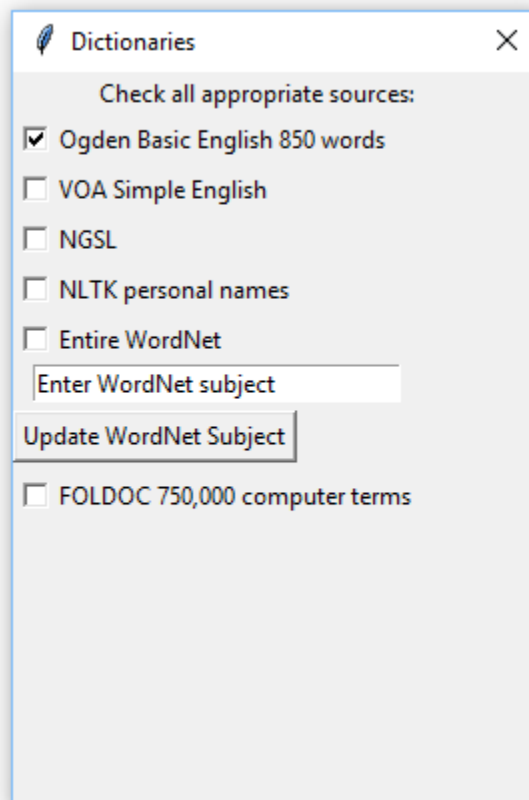 Dictionaries
Check all appropriate sources:
Ogden Basic English 850 words
VOA Simple English
NGSL
NLTK personal names
Entire WordNet
Enter WordNet subject
Update WordNet Subject
FOLDOC 750,000 computer terms